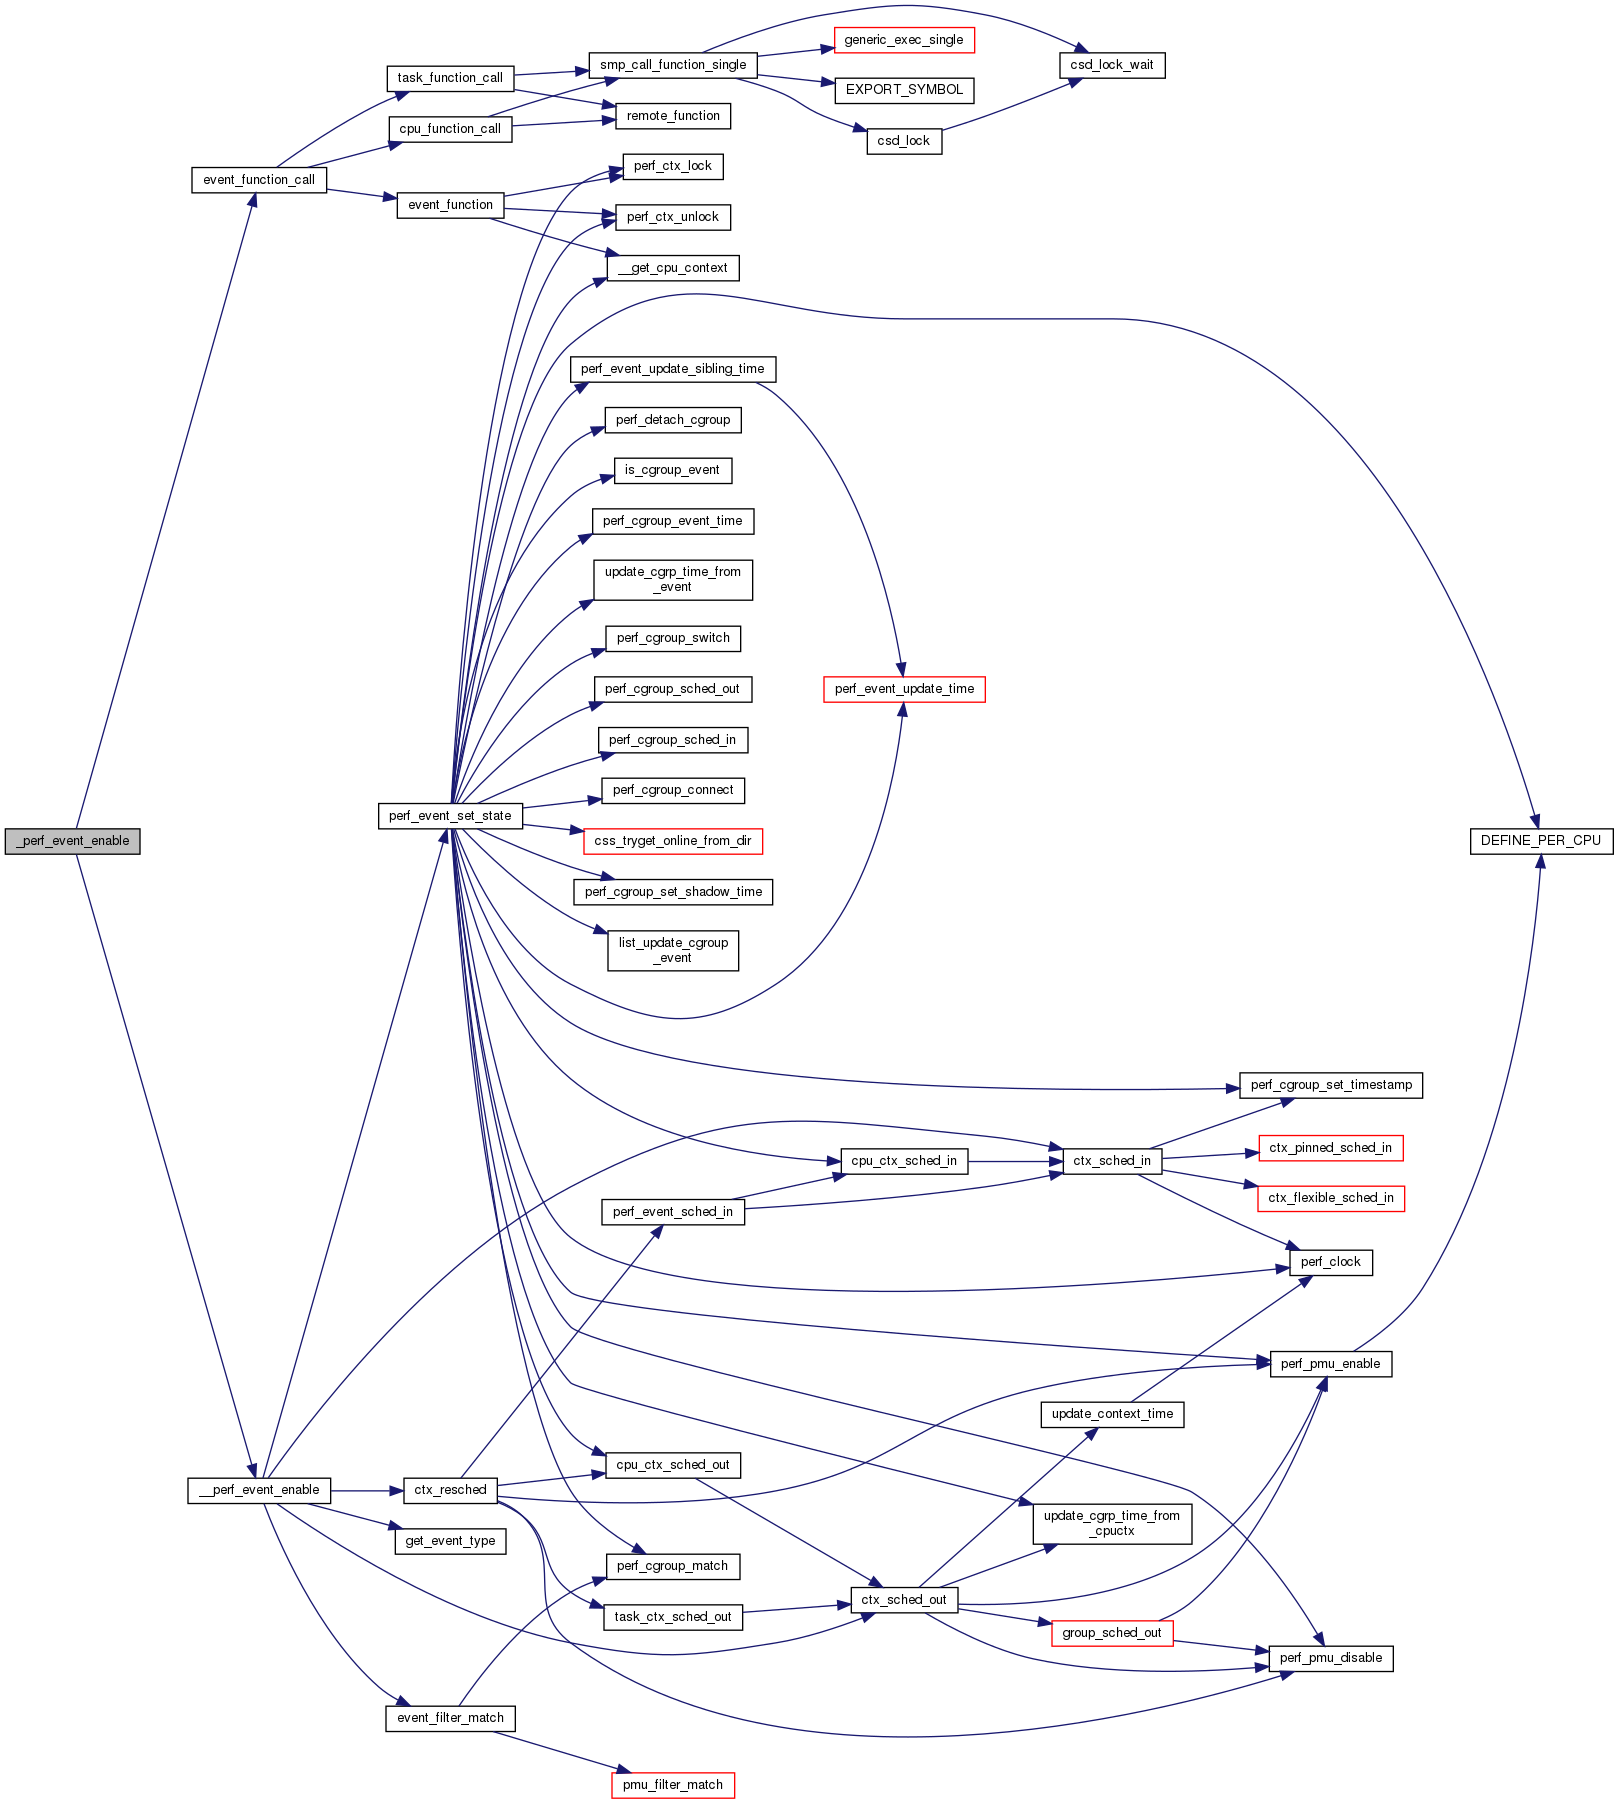 generic_exec_single
smp_call_function_single
csd_lock_wait
task_function_call
EXPORT_SYMBOL
remote_function
cpu_function_call
csd_lock
perf_ctx_lock
event_function_call
event_function
perf_ctx_unlock
__get_cpu_context
perf_event_update_sibling_time
perf_detach_cgroup
is_cgroup_event
perf_cgroup_event_time
update_cgrp_time_from
_event
perf_cgroup_switch
perf_cgroup_sched_out
perf_event_update_time
perf_cgroup_sched_in
perf_cgroup_connect
perf_event_set_state
_perf_event_enable
css_tryget_online_from_dir
DEFINE_PER_CPU
perf_cgroup_set_shadow_time
list_update_cgroup
_event
perf_cgroup_set_timestamp
ctx_pinned_sched_in
cpu_ctx_sched_in
ctx_sched_in
ctx_flexible_sched_in
perf_event_sched_in
perf_clock
perf_pmu_enable
update_context_time
cpu_ctx_sched_out
__perf_event_enable
ctx_resched
update_cgrp_time_from
_cpuctx
get_event_type
perf_cgroup_match
ctx_sched_out
task_ctx_sched_out
group_sched_out
perf_pmu_disable
event_filter_match
pmu_filter_match